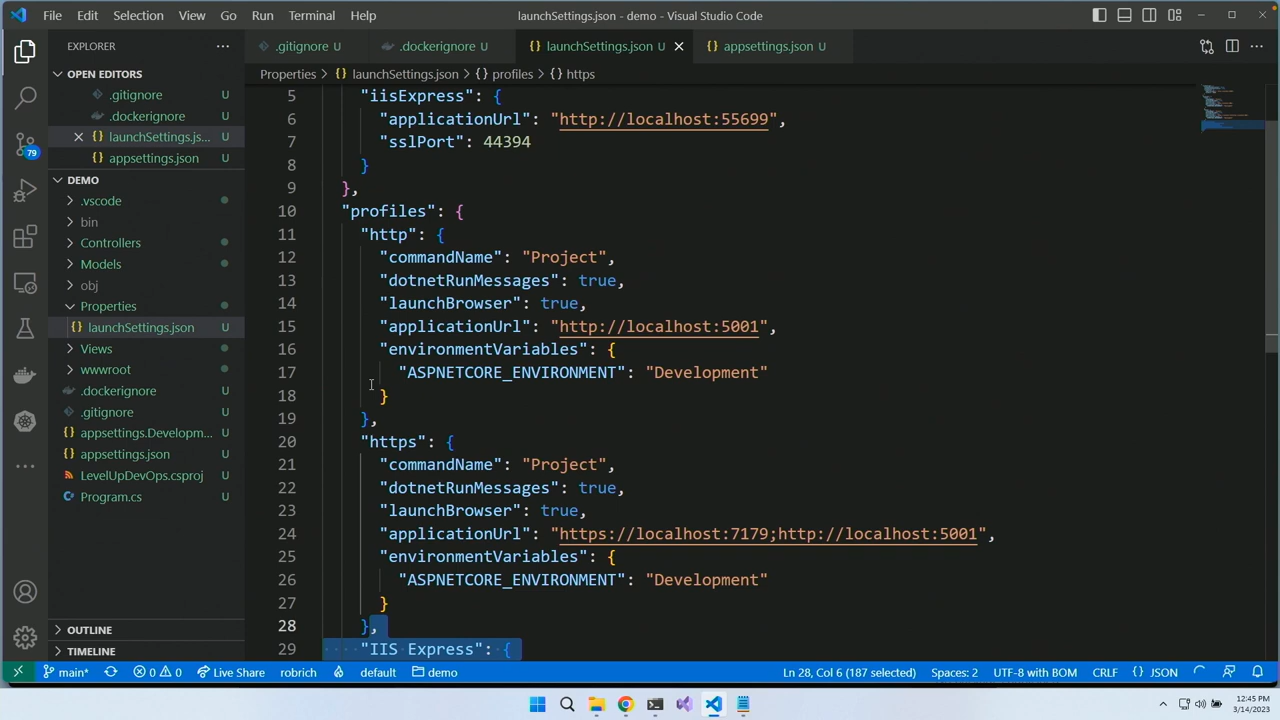 File Edit Selection View Go Run Terminal Help
launchSettings.json - demo - Visual Studio Code
EXPLORER
.gitignore U
.dockerignore U
launchSettings.json U
appsettings.json U
Properties > launchSettings.json > {} profiles > {} https
OPEN EDITORS
.gitignore U
.dockerignore U
launchSettings.js... U
appsettings.json U
DEMO
.vscode
bin
Controllers
Models
obj
Properties
launchSettings.json U
Views
wwwroot
.dockerignore U
.gitignore U
appsettings.Developm... U
appsettings.json U
LevelUpDevOps.csproj U
Program.cs U
OUTLINE
TIMELINE
79
5 "iisExpress": {
6 "applicationUrl": "http://localhost:55699",
7 "sslPort": 44394
8 }
9 },
10 "profiles": {
11 "http": {
12 "commandName": "Project",
13 "dotnetRunMessages": true,
14 "launchBrowser": true,
15 "applicationUrl": "http://localhost:5001",
16 "environmentVariables": {
17 "ASPNETCORE_ENVIRONMENT": "Development"
18 }
19 },
20 "https": {
21 "commandName": "Project",
22 "dotnetRunMessages": true,
23 "launchBrowser": true,
24 "applicationUrl": "https://localhost:7179;http://localhost:5001",
25 "environmentVariables": {
26 "ASPNETCORE_ENVIRONMENT": "Development"
27 }
28 },
29 "IIS Express": {
main* 0 0 Live Share robrich default demo Ln 28, Col 6 (187 selected) Spaces: 2 UTF-8 with BOM CRLF {} JSON
12:45 PM
3/14/2023